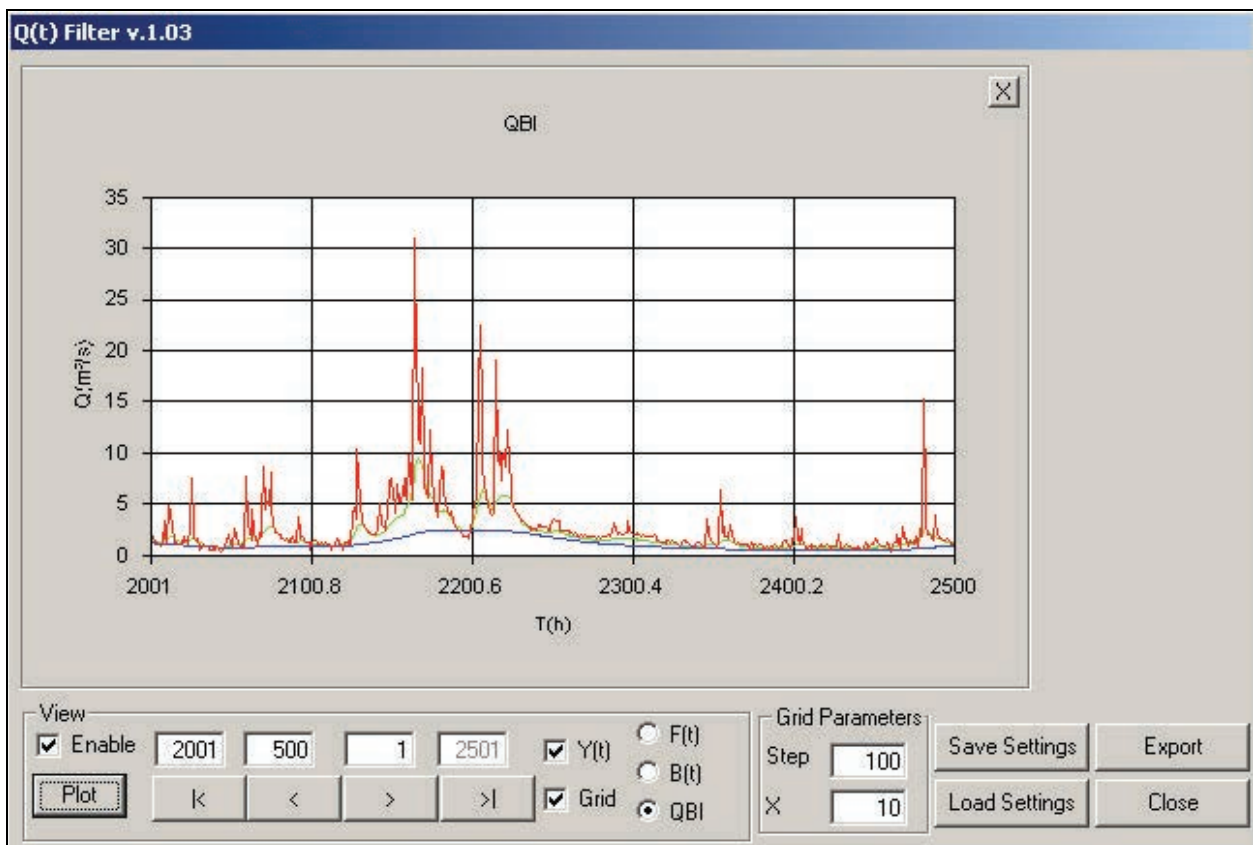 Q(t) Filter v.1.03
X
QBI
35
30
25
20
15
10
5
0
Q(m³/s)
2001 2100.8 2200.6 2300.4 2400.2 2500
T(h)
View
Enable 2001 500 1 2501 Y(t) F(t)
B(t)
Plot |< < > >| Grid QBI
Grid Parameters
Step 100
X 10
Save Settings Export
Load Settings Close